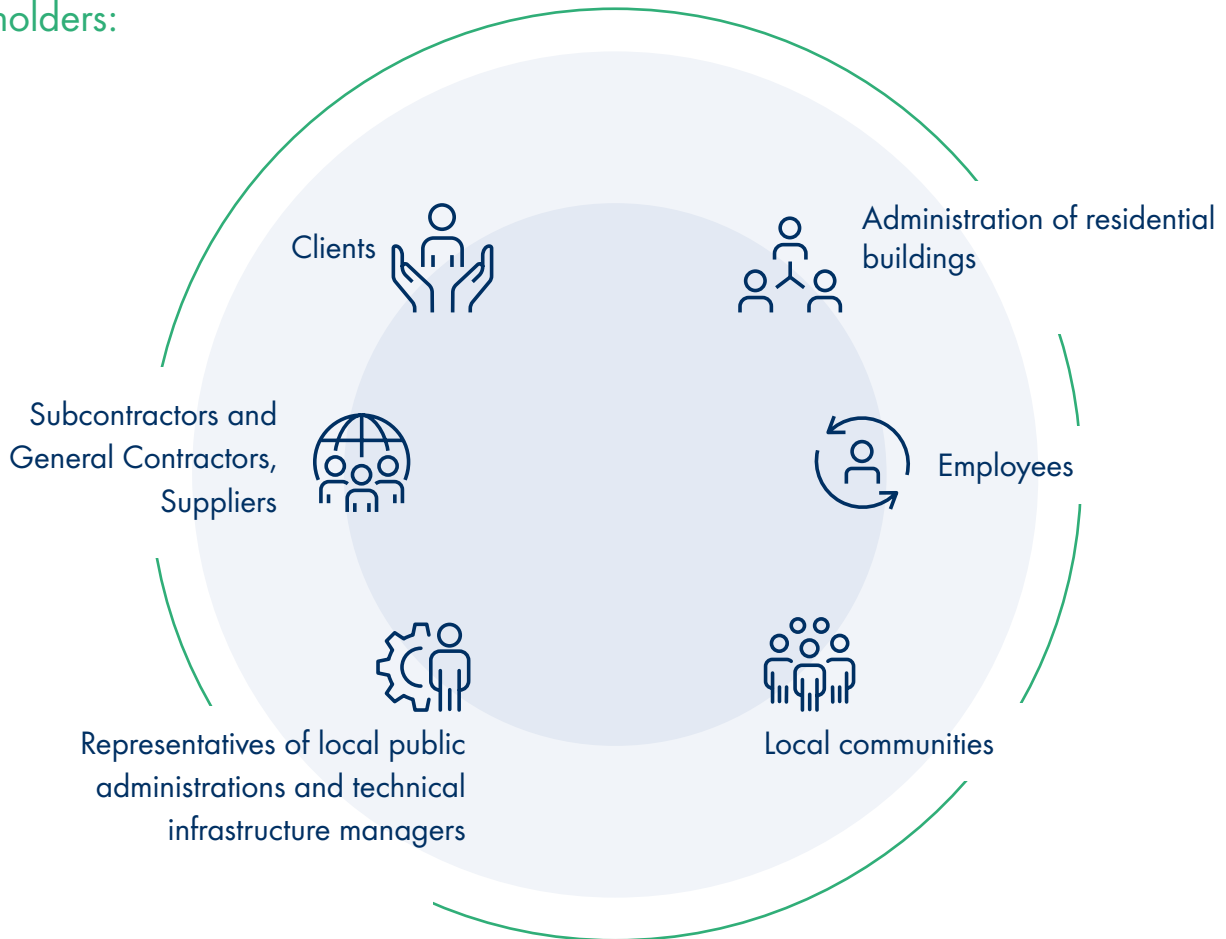 holders:
Clients
Administration of residential
buildings
Subcontractors and
General Contractors,
Suppliers
Employees
Representatives of local public
administrations and technical
infrastructure managers
Local communities